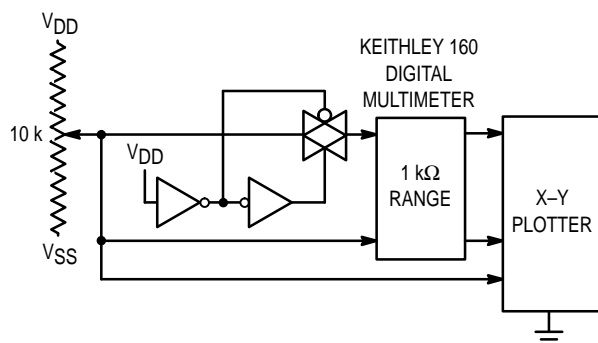 VDD
10 k
VSS
VDD
KEITHLEY 160
DIGITAL
MULTIMETER
1 kΩ
RANGE
X–Y
PLOTTER